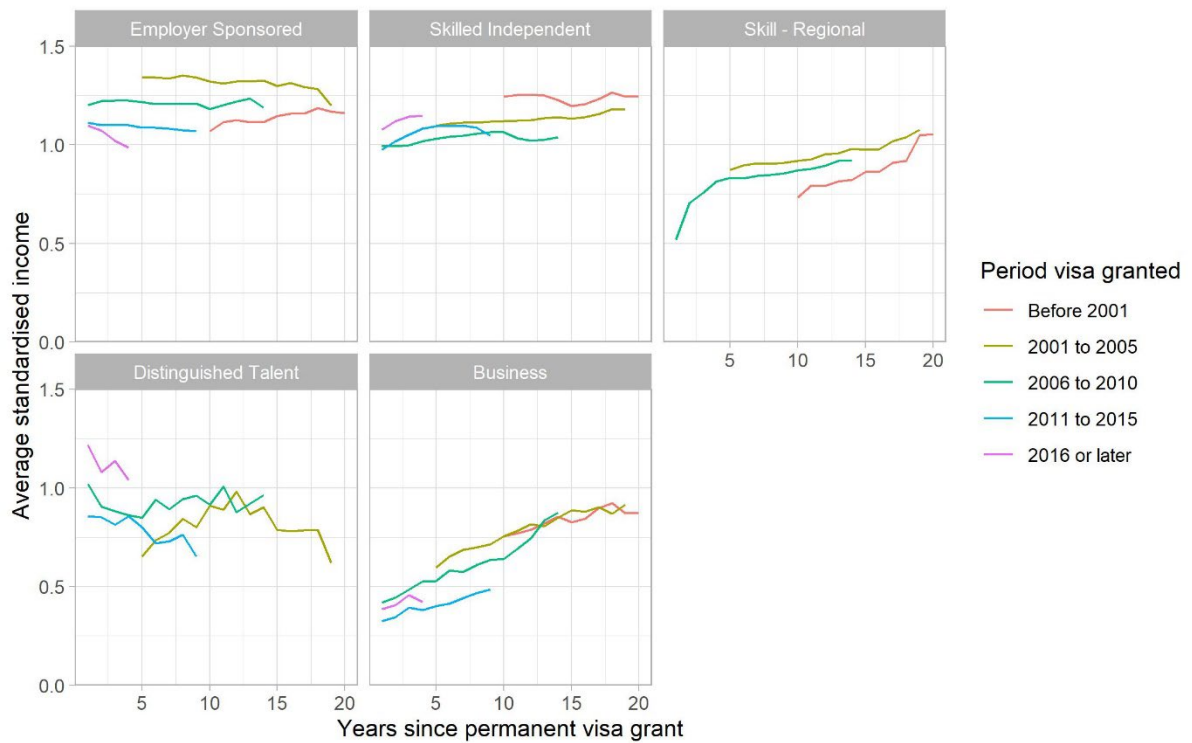 Employer Sponsored
Skilled Independent
Skill - Regional
1.5
1.0
0.5
0.0
5 10 15 20
Distinguished Talent
Business
1.5
1.0
0.5
0.0
5 10 15 20
5 10 15 20
Average standardised income
Years since permanent visa grant
Period visa granted
Before 2001
2001 to 2005
2006 to 2010
2011 to 2015
2016 or later